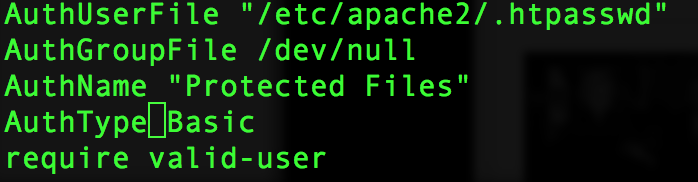 AuthUserFile "/etc/apache2/.htpasswd"
AuthGroupFile /dev/null
AuthName "Protected Files"
AuthType Basic
require valid-user